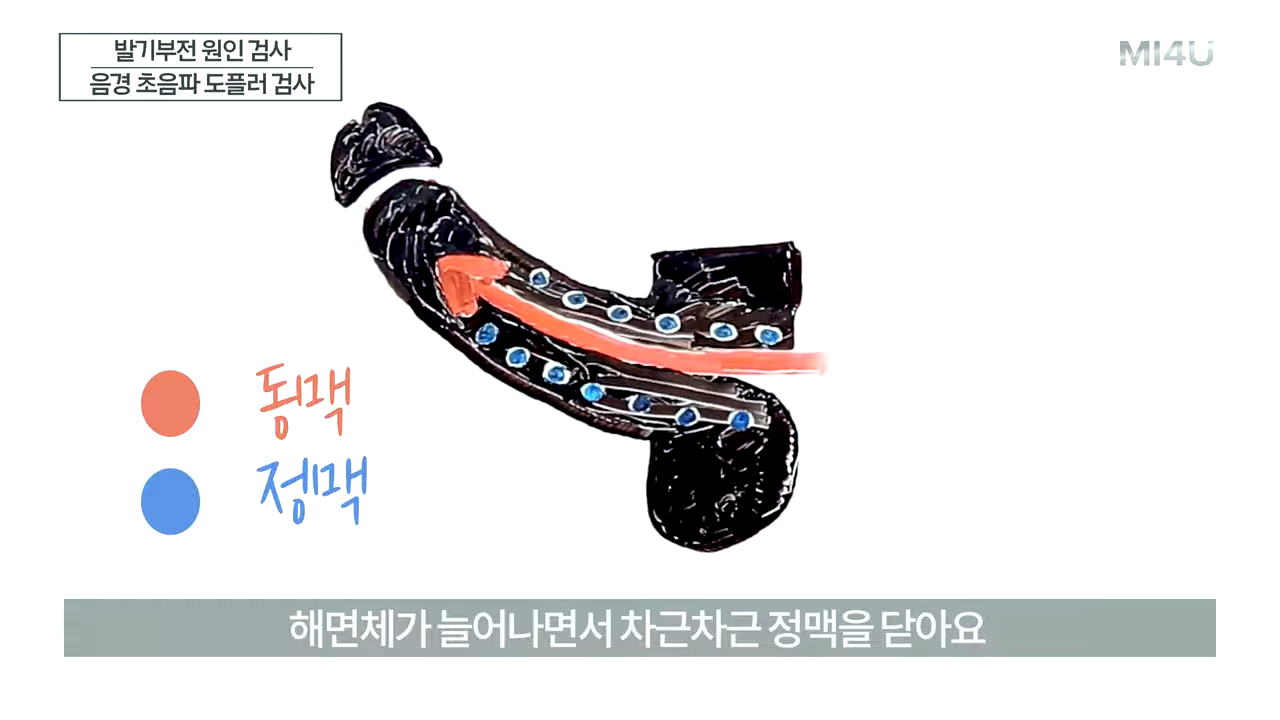 발기부전 원인 검사
음경 초음파 도플러 검사
MI4U
동맥
정맥
해면체가 늘어나면서 차근차근 정맥을 닫아요